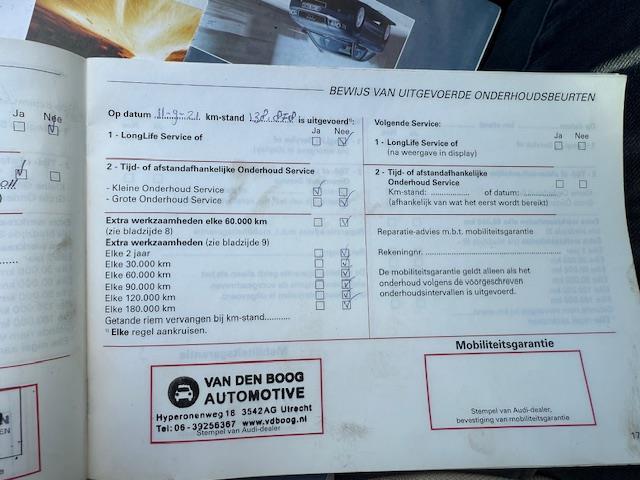 BEWIJS VAN UITGEVOERDE ONDERHOUDSBEURTEN
Ja Nee
Op datum 11-9-21 km-stand 138.878 is uitgevoerd¹⁾:
Ja Nee
1 - LongLife Service of
2 - Tijd- of afstandafhankelijke Onderhoud Service
- Kleine Onderhoud Service
- Grote Onderhoud Service
Extra werkzaamheden elke 60.000 km
(zie bladzijde 8)
Extra werkzaamheden (zie bladzijde 9)
Elke 2 jaar
Elke 30.000 km
Elke 60.000 km
Elke 90.000 km
Elke 120.000 km
Elke 180.000 km
Getande riem vervangen bij km-stand...........
¹⁾ Elke regel aankruisen.
Volgende Service:
Ja Nee
1 - LongLife Service of
(na weergave in display)
2 - Tijd- of afstandafhankelijke
Onderhoud Service
Km-stand: ................ of datum: ................
(afhankelijk van wat het eerst wordt bereikt)
Reparatie-advies m.b.t. mobiliteitsgarantie
Rekeningnr. ................................................
De mobiliteitsgarantie geldt alleen als het
onderhoud volgens de voorgeschreven
onderhoudsintervallen is uitgevoerd.
Mobiliteitsgarantie
VAN DEN BOOG
AUTOMOTIVE
Hyperonenweg 18 3542AG Utrecht
Tel: 06-39256367 www.vdboog.nl
Stempel van Audi-dealer
Stempel van Audi-dealer,
bevestiging van mobiliteitsgarantie
17